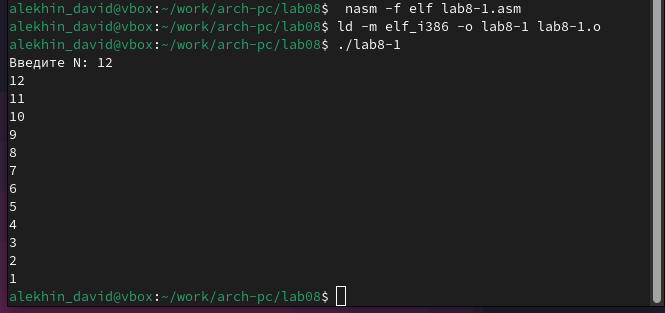 alekhin_david@vbox:~/work/arch-pc/lab08$  nasm -f elf lab8-1.asm
alekhin_david@vbox:~/work/arch-pc/lab08$ ld -m elf_i386 -o lab8-1 lab8-1.o
alekhin_david@vbox:~/work/arch-pc/lab08$ ./lab8-1
Введите N: 12
12
11
10
9
8
7
6
5
4
3
2
1
alekhin_david@vbox:~/work/arch-pc/lab08$